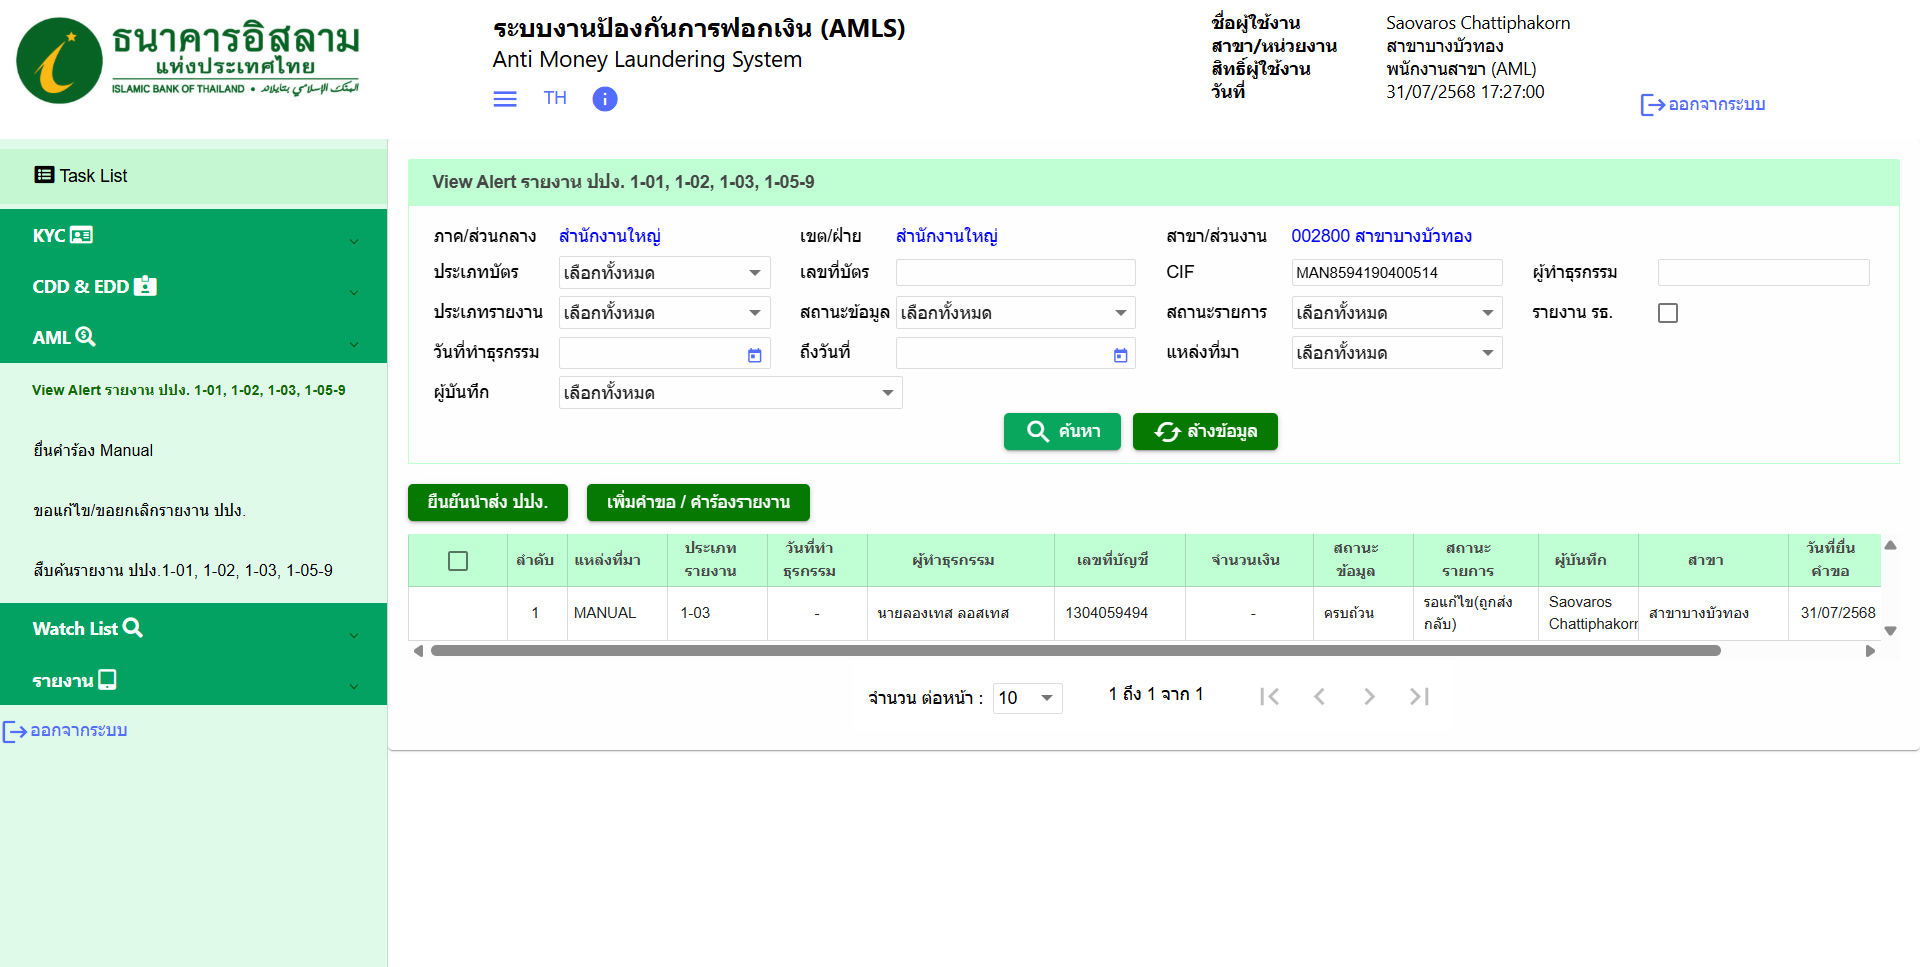 ธนาคารอิสลาม
แห่งประเทศไทย
ISLAMIC BANK OF THAILAND •
ระบบงานป้องกันการฟอกเงิน (AMLS)
Anti Money Laundering System
TH
ชื่อผู้ใช้งาน Saovaros Chattiphakorn
สาขา/หน่วยงาน สาขาบางบัวทอง
สิทธิ์ผู้ใช้งาน พนักงานสาขา (AML)
วันที่ 31/07/2568 17:27:00
ออกจากระบบ
Task List
KYC
CDD & EDD
AML
View Alert รายงาน ปปง. 1-01, 1-02, 1-03, 1-05-9
ยื่นคำร้อง Manual
ขอแก้ไข/ขอยกเลิกรายงาน ปปง.
สืบค้นรายงาน ปปง.1-01, 1-02, 1-03, 1-05-9
Watch List
รายงาน
ออกจากระบบ
View Alert รายงาน ปปง. 1-01, 1-02, 1-03, 1-05-9
ภาค/ส่วนกลาง สำนักงานใหญ่ เขต/ฝ่าย สำนักงานใหญ่ สาขา/ส่วนงาน 002800 สาขาบางบัวทอง
ประเภทบัตร เลือกทั้งหมด เลขที่บัตร CIF MAN8594190400514 ผู้ทำธุรกรรม
ประเภทรายงาน เลือกทั้งหมด สถานะข้อมูล เลือกทั้งหมด สถานะรายการ เลือกทั้งหมด รายงาน รธ.
วันที่ทำธุรกรรม ถึงวันที่ แหล่งที่มา เลือกทั้งหมด
ผู้บันทึก เลือกทั้งหมด
ค้นหา ล้างข้อมูล
ยืนยันนำส่ง ปปง. เพิ่มคำขอ / คำร้องรายงาน
ลำดับ แหล่งที่มา ประเภทรายงาน วันที่ทำธุรกรรม ผู้ทำธุรกรรม เลขที่บัญชี จำนวนเงิน สถานะข้อมูล สถานะรายการ ผู้บันทึก สาขา วันที่ยื่นคำขอ
1 MANUAL 1-03 - นายลองเทส ลอสเทส 1304059494 - ครบถ้วน รอแก้ไข(ถูกส่งกลับ) Saovaros Chattiphakorn สาขาบางบัวทอง 31/07/2568
จำนวน ต่อหน้า : 10 1 ถึง 1 จาก 1